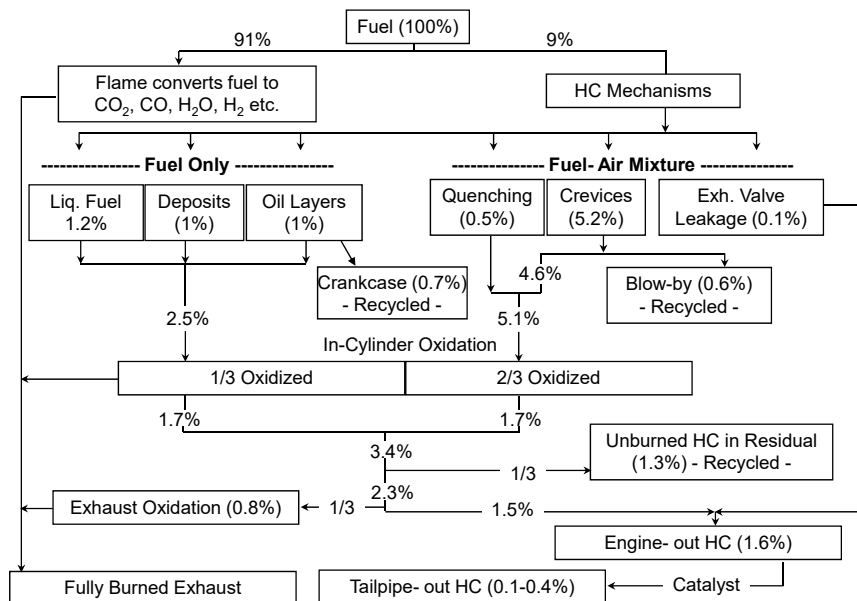 Fuel (100%)
91%
9%
Flame converts fuel to
CO₂, CO, H₂O, H₂ etc.
HC Mechanisms
--------------- Fuel Only ---------------
--------------- Fuel- Air Mixture --------------
Liq. Fuel
1.2%
Deposits
(1%)
Oil Layers
(1%)
Quenching
(0.5%)
Crevices
(5.2%)
Exh. Valve
Leakage (0.1%)
Crankcase (0.7%)
- Recycled -
4.6%
Blow-by (0.6%)
- Recycled -
2.5%
5.1%
In-Cylinder Oxidation
1/3 Oxidized
2/3 Oxidized
1.7%
1.7%
3.4%
Unburned HC in Residual
(1.3%) - Recycled -
1/3
2.3%
Exhaust Oxidation (0.8%)
1/3
1.5%
Engine- out HC (1.6%)
Fully Burned Exhaust
Tailpipe- out HC (0.1-0.4%)
Catalyst